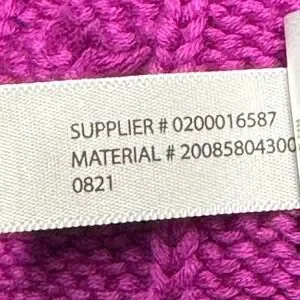 SUPPLIER # 0200016587
MATERIAL # 20085804300
0821